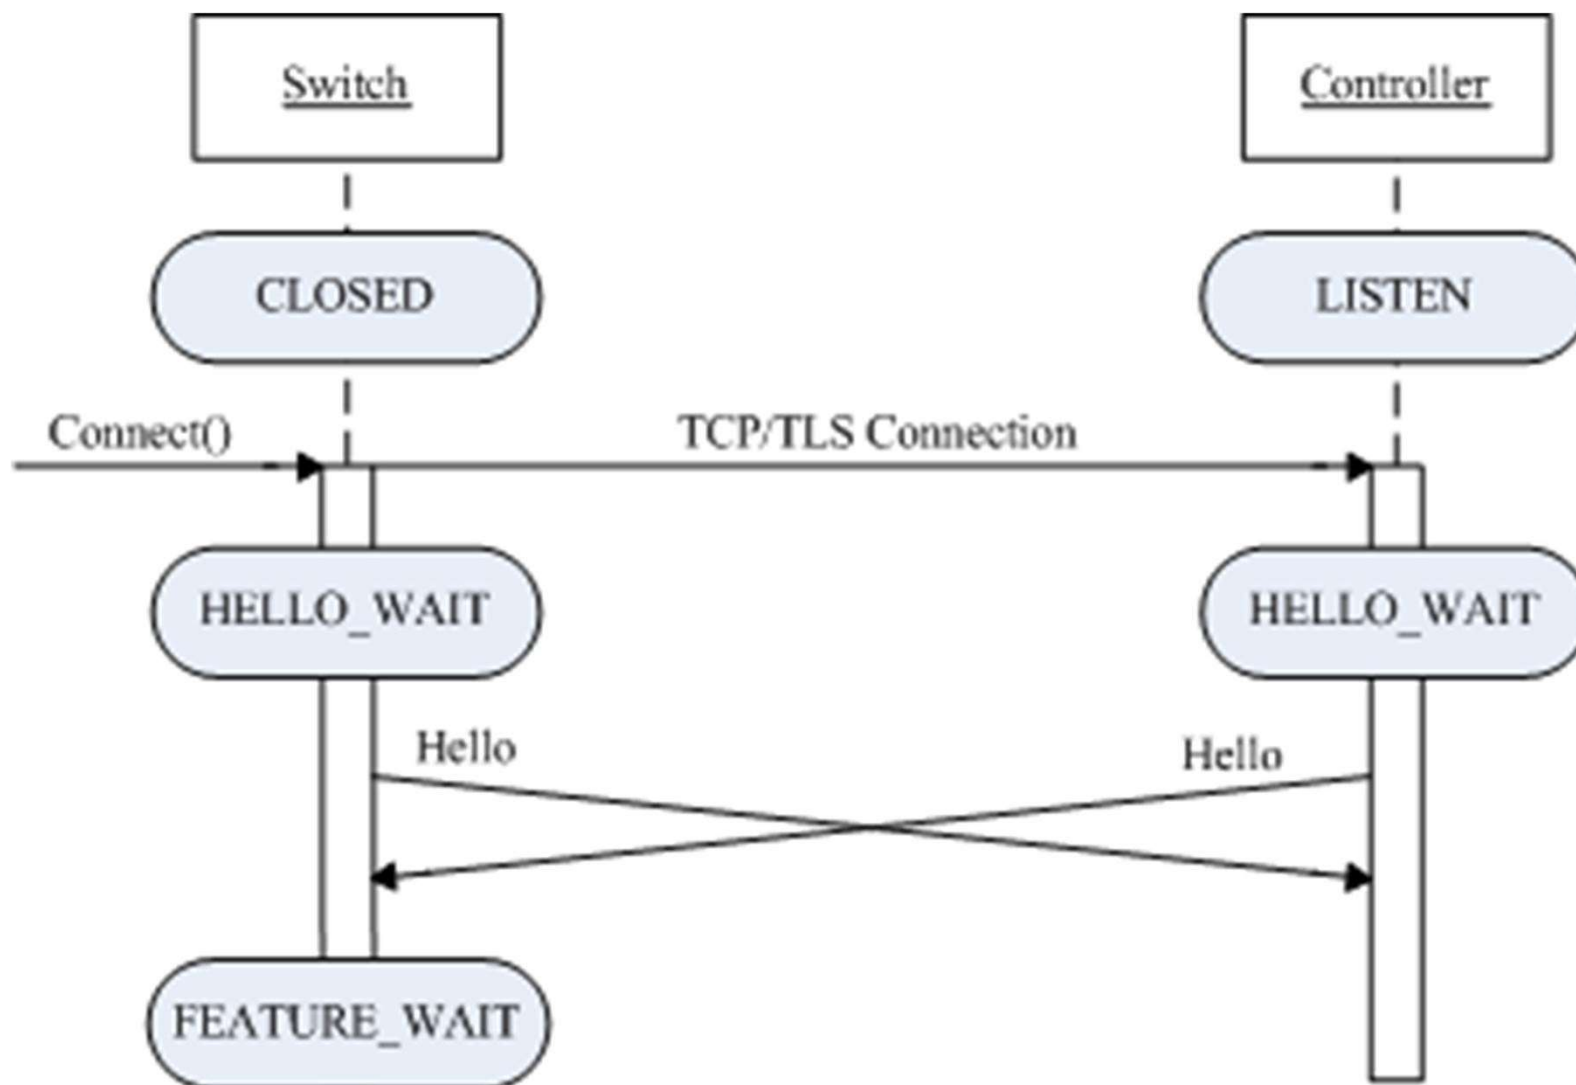 Switch
Controller
CLOSED
LISTEN
Connect()
TCP/TLS Connection
HELLO_WAIT
HELLO_WAIT
Hello
Hello
FEATURE_WAIT